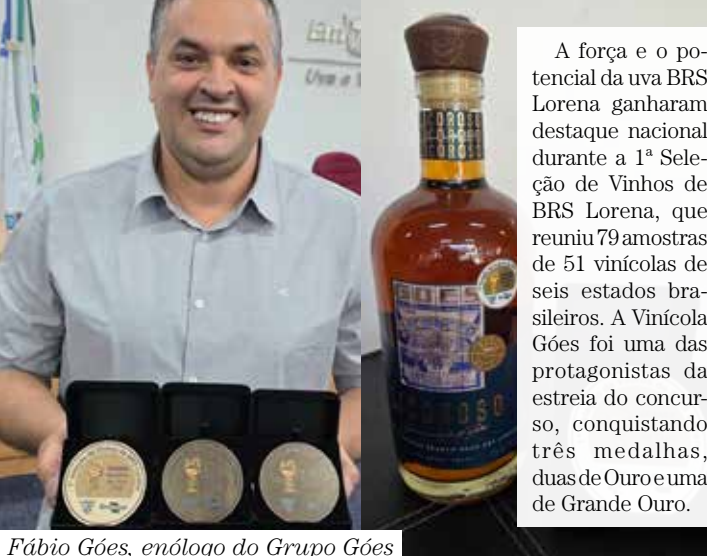 A força e o po-
tencial da uva BRS
Lorena ganharam
destaque nacional
durante a 1ª Sele-
ção de Vinhos de
BRS Lorena, que
reuniu 79 amostras
de 51 vinícolas de
seis estados bra-
sileiros. A Vinícola
Góes foi uma das
protagonistas da
estreia do concur-
so, conquistando
três medalhas,
duas de Ouro e uma
de Grande Ouro.
GOES
Fábio Góes, enólogo do Grupo Góes